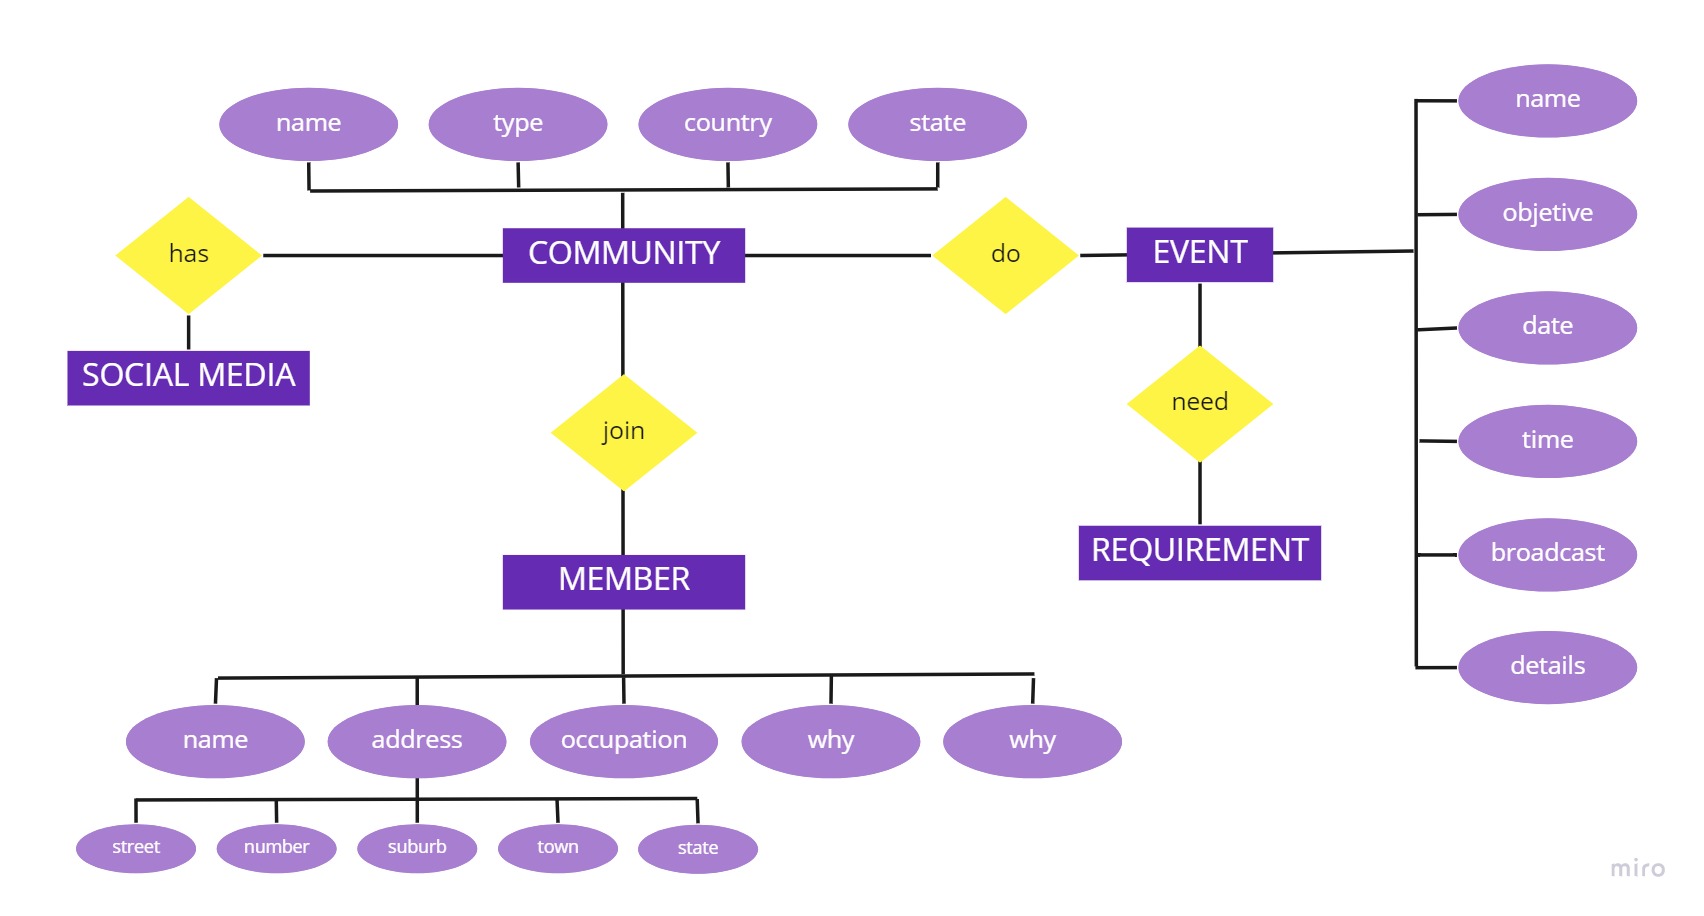 name
type
country
state
has
COMMUNITY
do
EVENT
SOCIAL MEDIA
join
need
MEMBER
REQUIREMENT
name
objetive
date
time
broadcast
details
name
address
occupation
why
why
street
number
suburb
town
state
miro